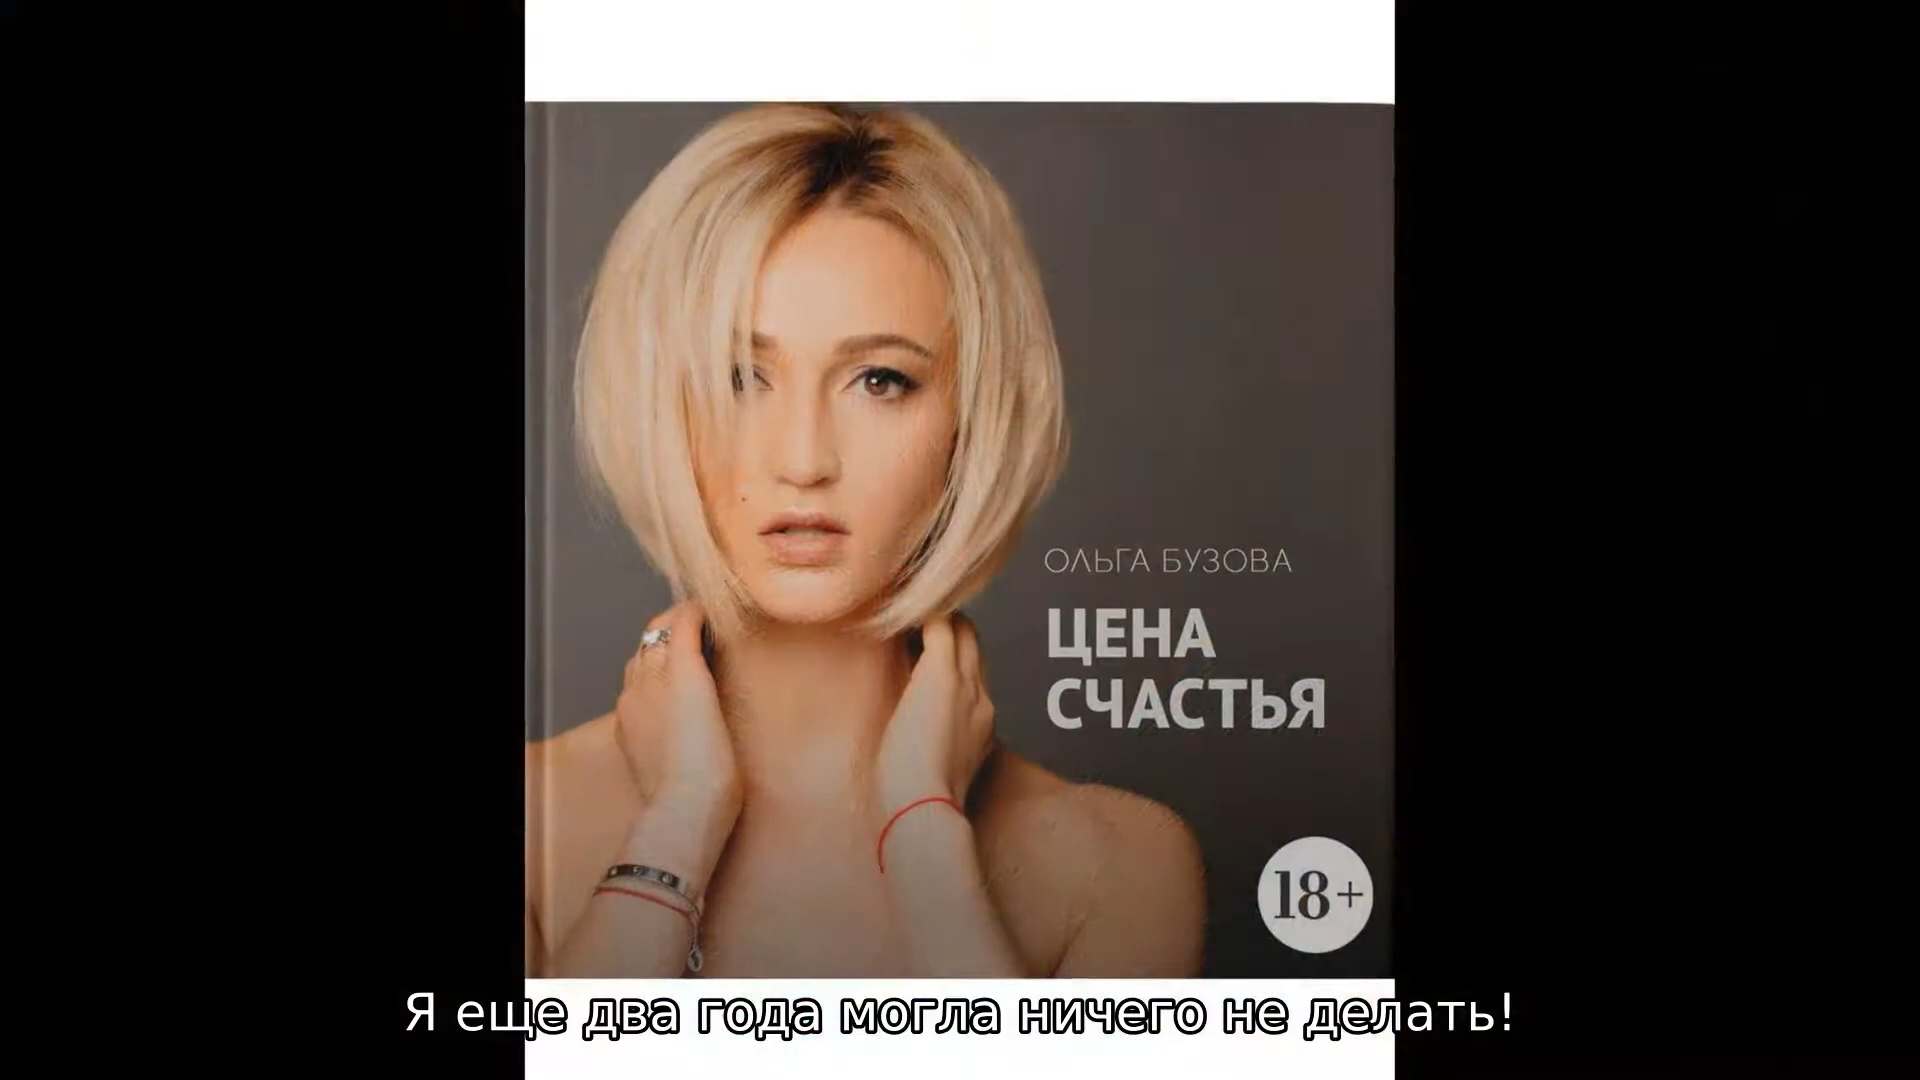 ОЛЬГА БУЗОВА
ЦЕНА
СЧАСТЬЯ
18+
Я еще два года могла ничего не делать!